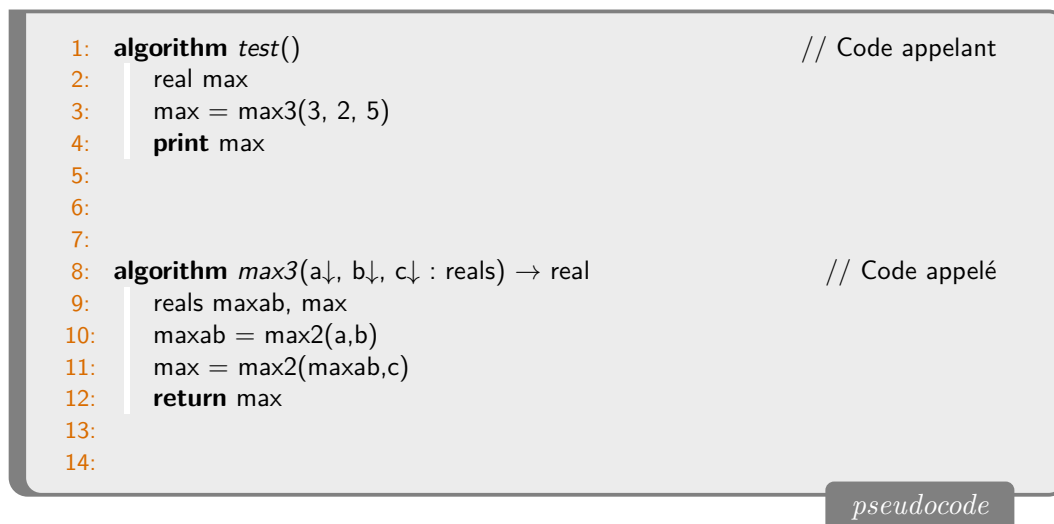 1: algorithm test() // Code appelant
2: real max
3: max = max3(3, 2, 5)
4: print max
5:
6:
7:
8: algorithm max3(a↓, b↓, c↓ : reals) → real // Code appelé
9: reals maxab, max
10: maxab = max2(a,b)
11: max = max2(maxab,c)
12: return max
13:
14:
pseudocode